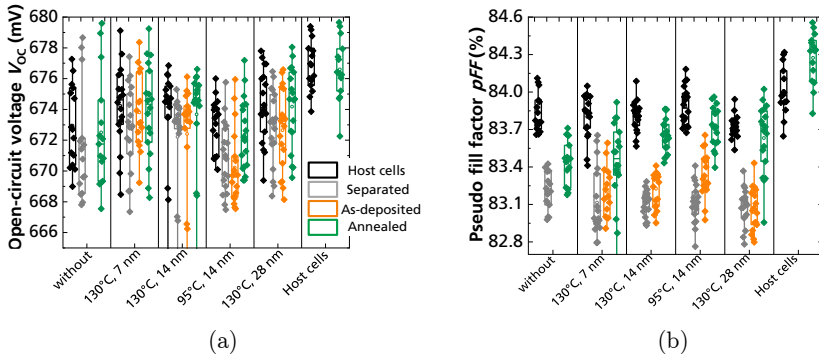 Open-circuit voltage VOC (mV)
680
678
676
674
672
670
668
666
Host cells
Separated
As-deposited
Annealed
without
130°C, 7 nm
130°C, 14 nm
95°C, 14 nm
130°C, 28 nm
Host cells
(a)
Pseudo fill factor pFF (%)
84.6
84.3
84.0
83.7
83.4
83.1
82.8
without
130°C, 7 nm
130°C, 14 nm
95°C, 14 nm
130°C, 28 nm
Host cells
(b)